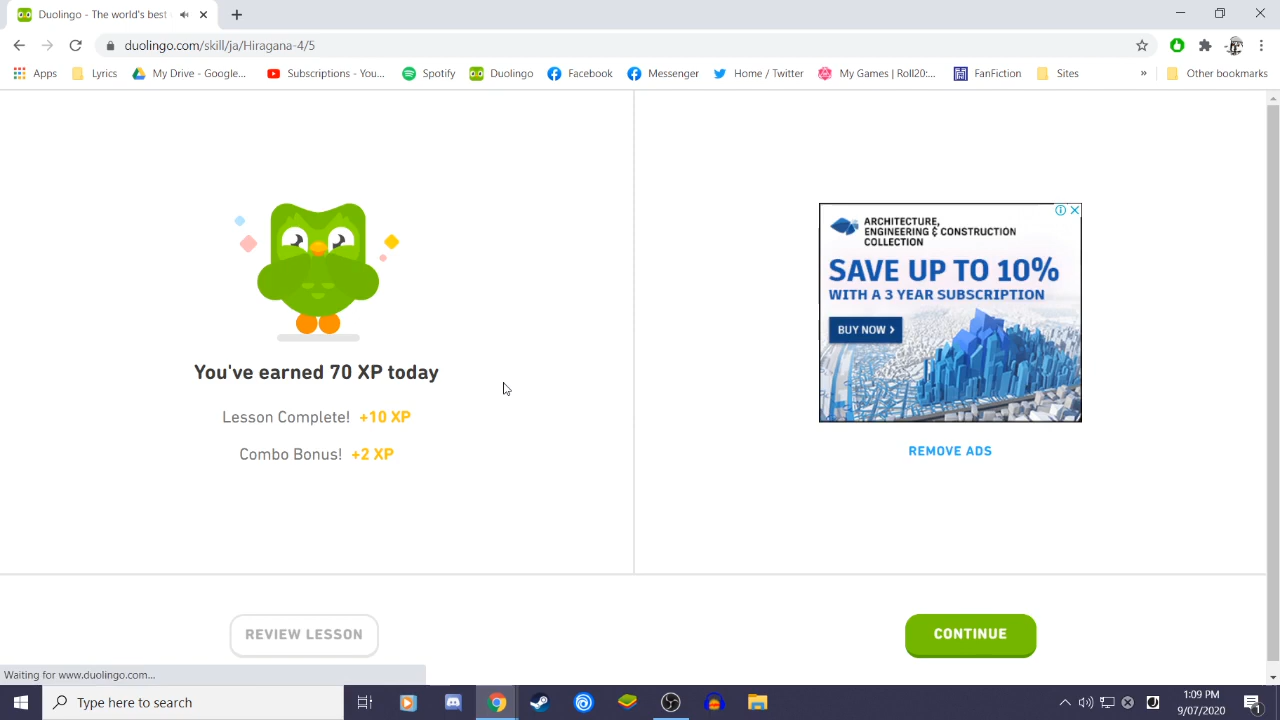 Duolingo - The world's best
duolingo.com/skill/ja/Hiragana-4/5
Apps Lyrics My Drive - Google... Subscriptions - You... Spotify Duolingo Facebook Messenger Home / Twitter My Games | Roll20:... FanFiction Sites » Other bookmarks
You've earned 70 XP today
Lesson Complete! +10 XP
Combo Bonus! +2 XP
ARCHITECTURE,
ENGINEERING & CONSTRUCTION
COLLECTION
SAVE UP TO 10%
WITH A 3 YEAR SUBSCRIPTION
BUY NOW >
REMOVE ADS
REVIEW LESSON
CONTINUE
Waiting for www.duolingo.com...
Type here to search
1:09 PM
9/07/2020
1